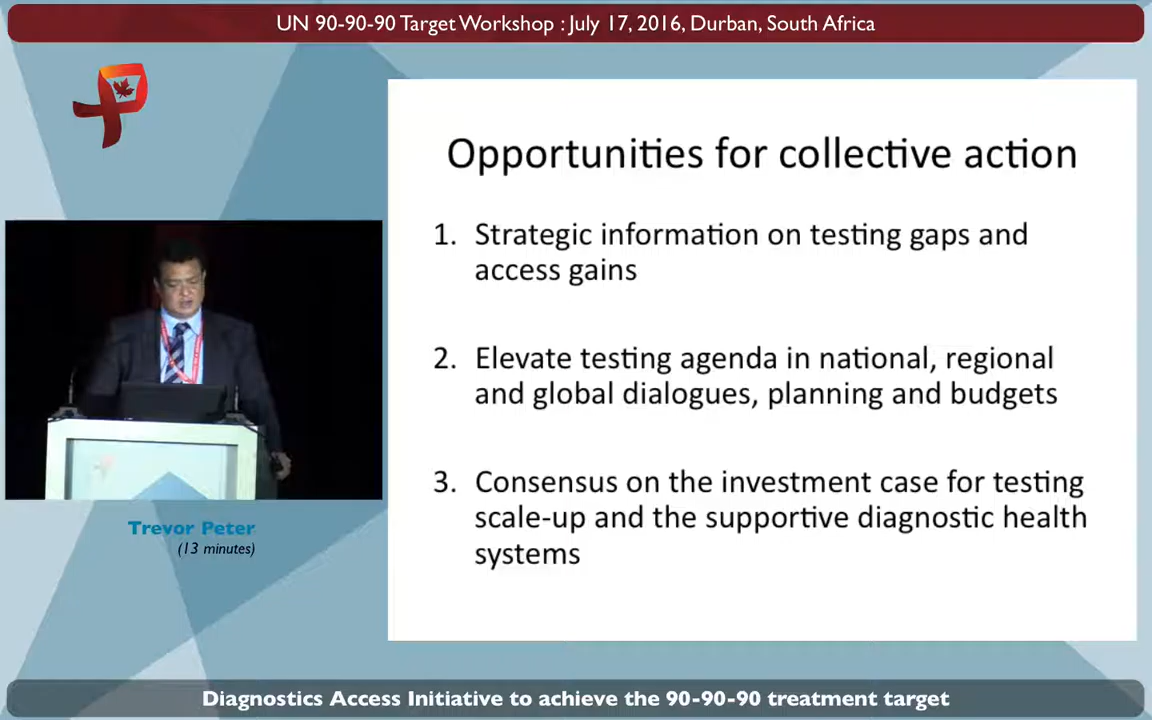 UN 90-90-90 Target Workshop : July 17, 2016, Durban, South Africa
Opportunities for collective action
1. Strategic information on testing gaps and
access gains
2. Elevate testing agenda in national, regional
and global dialogues, planning and budgets
3. Consensus on the investment case for testing
scale-up and the supportive diagnostic health
systems
Trevor Peter
(13 minutes)
Diagnostics Access Initiative to achieve the 90-90-90 treatment target